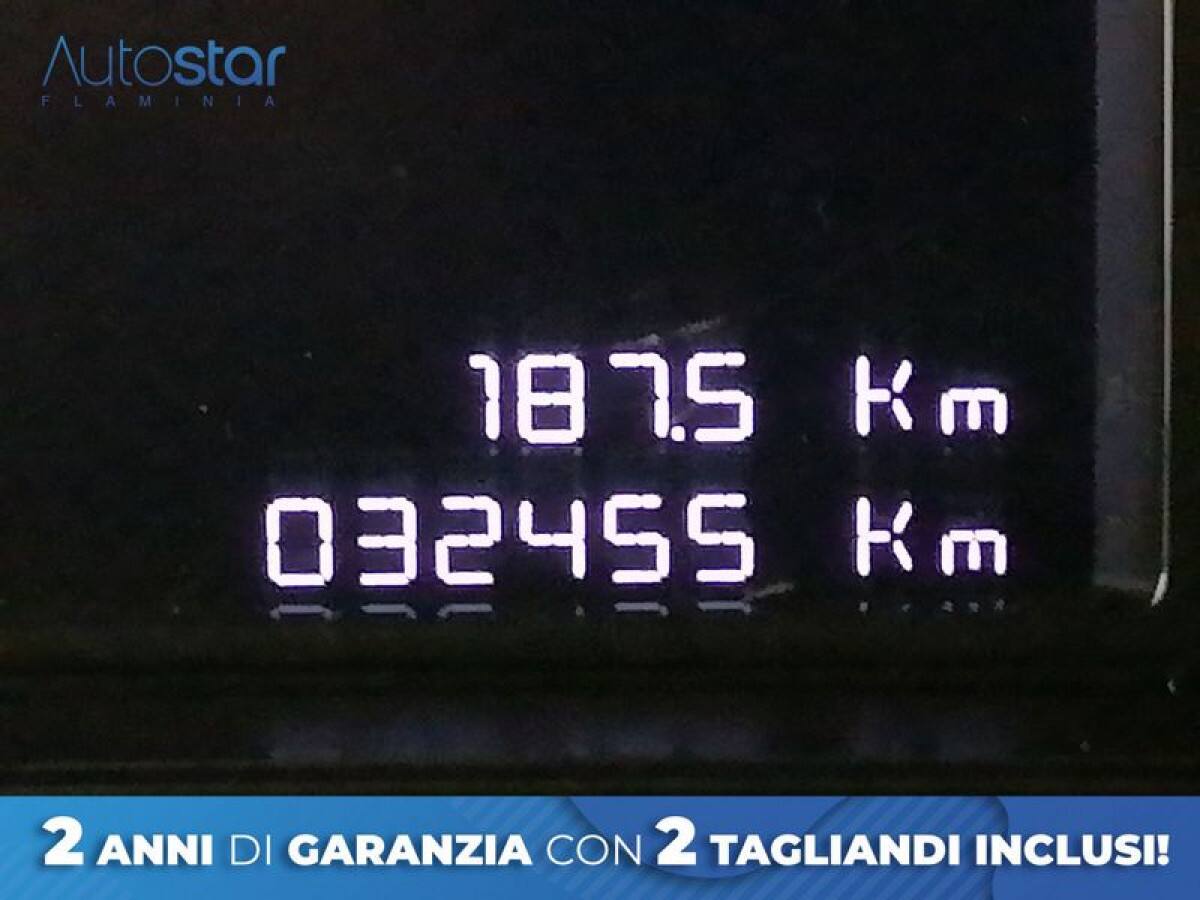 Autostar
FLAMINIA
187.5 Km
032455 Km
2 ANNI DI GARANZIA CON 2 TAGLIANDI INCLUSI!